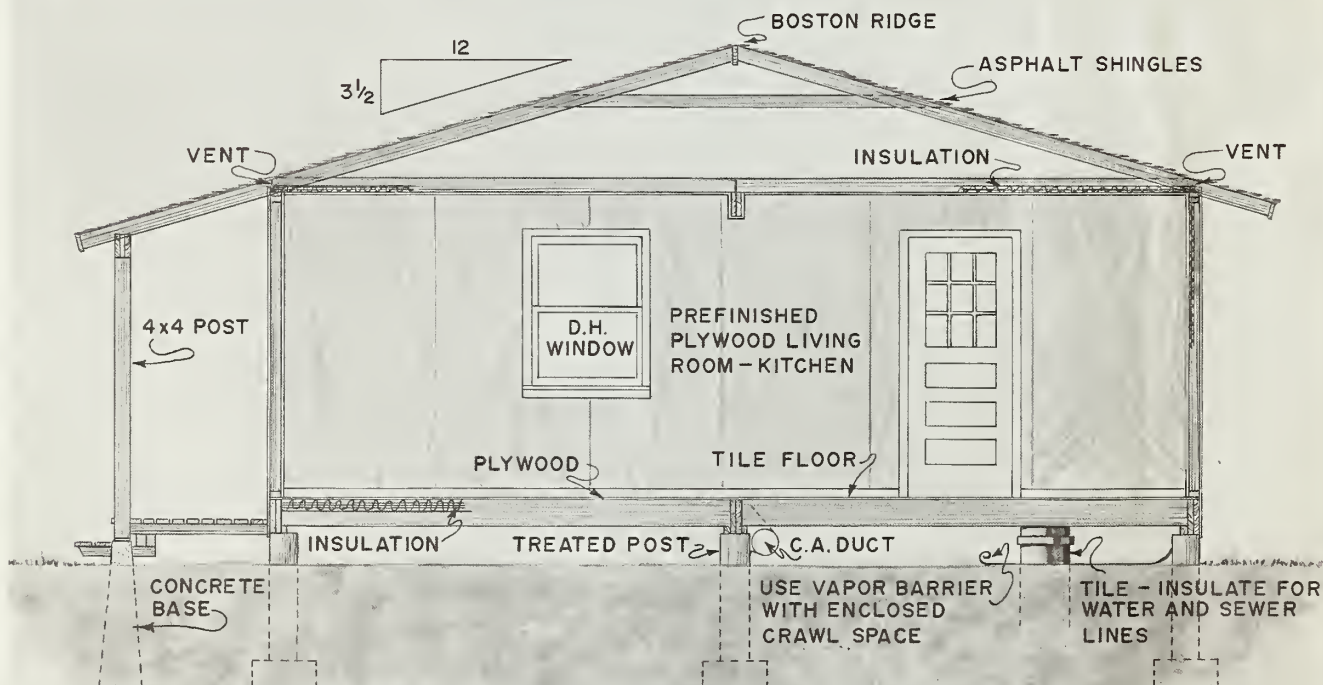 BOSTON RIDGE
12
3½
ASPHALT SHINGLES
VENT
INSULATION
VENT
4x4 POST
D.H.
WINDOW
PREFINISHED
PLYWOOD LIVING
ROOM – KITCHEN
PLYWOOD
TILE FLOOR
INSULATION
TREATED POST
C.A. DUCT
CONCRETE
BASE
USE VAPOR BARRIER
WITH ENCLOSED
CRAWL SPACE
TILE – INSULATE FOR
WATER AND SEWER
LINES